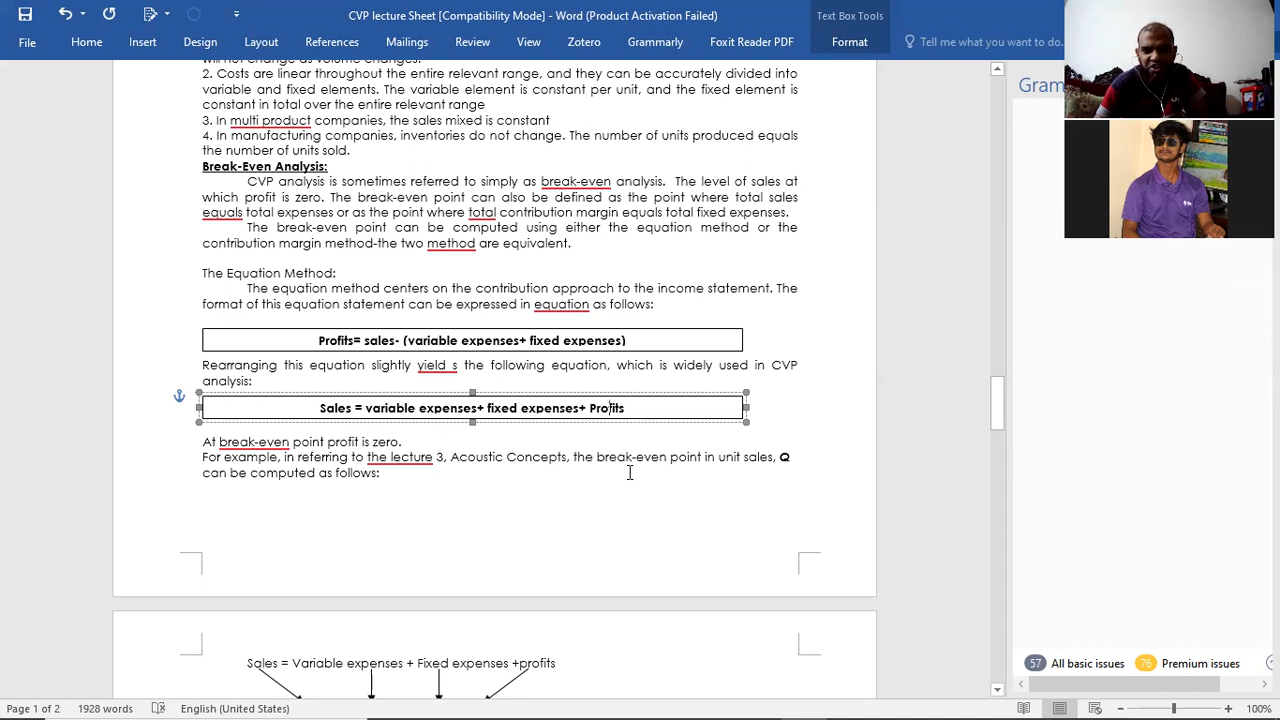 CVP lecture Sheet [Compatibility Mode] - Word (Product Activation Failed)
Text Box Tools
File
Home
Insert
Design
Layout
References
Mailings
Review
View
Zotero
Grammarly
Foxit Reader PDF
Format
Tell me what you want to do.
will not change as volume changes.
2. Costs are linear throughout the entire relevant range, and they can be accurately divided into
variable and fixed elements. The variable element is constant per unit, and the fixed element is
constant in total over the entire relevant range
3. In multi product companies, the sales mixed is constant
4. In manufacturing companies, inventories do not change. The number of units produced equals
the number of units sold.
Break-Even Analysis:
CVP analysis is sometimes referred to simply as break-even analysis. The level of sales at
which profit is zero. The break-even point can also be defined as the point where total sales
equals total expenses or as the point where total contribution margin equals total fixed expenses.
The break-even point can be computed using either the equation method or the
contribution margin method-the two method are equivalent.
The Equation Method:
The equation method centers on the contribution approach to the income statement. The
format of this equation statement can be expressed in equation as follows:
Profits= sales- (variable expenses+ fixed expenses)
Rearranging this equation slightly yield s the following equation, which is widely used in CVP
analysis:
Sales = variable expenses+ fixed expenses+ Profits
At break-even point profit is zero.
For example, in referring to the lecture 3, Acoustic Concepts, the break-even point in unit sales, Q
can be computed as follows:
Sales = Variable expenses + Fixed expenses +profits
57 All basic issues
76 Premium issues
Page 1 of 2
1928 words
English (United States)
100%